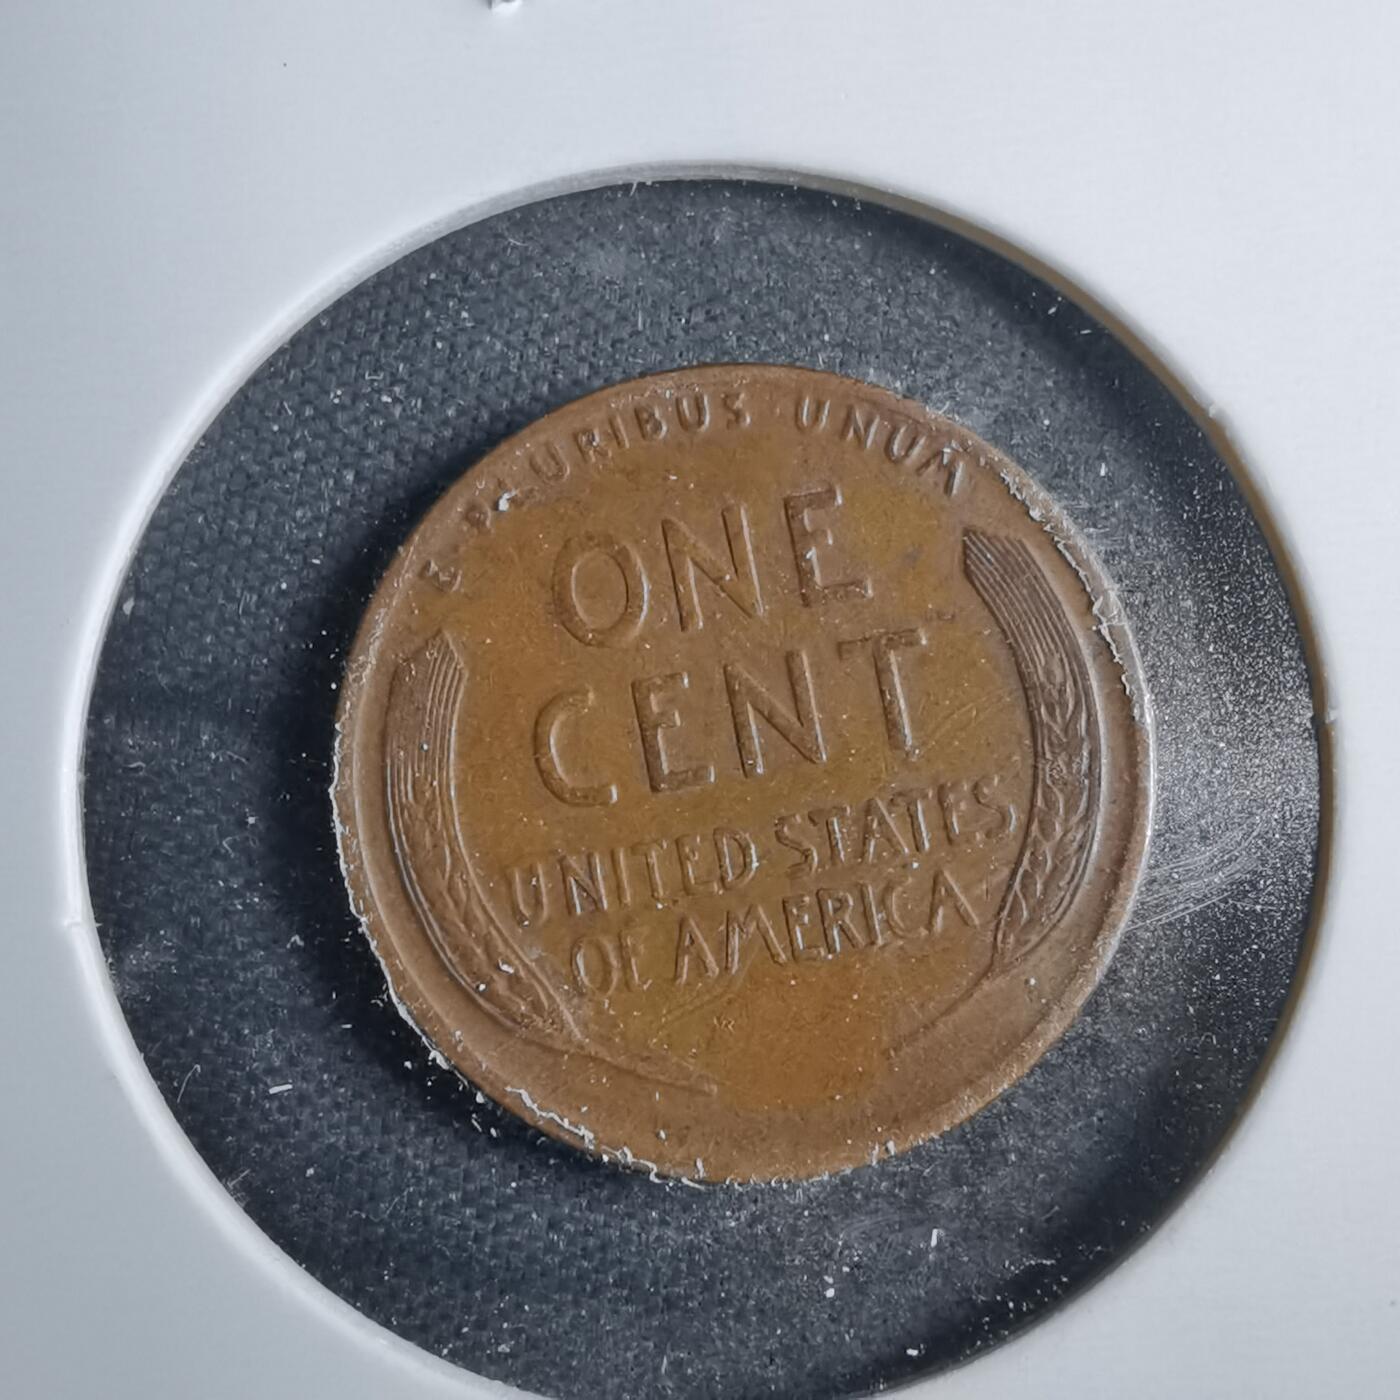 E·PLURIBUS·UNUM
ONE
CENT
UNITED STATES
OF AMERICA